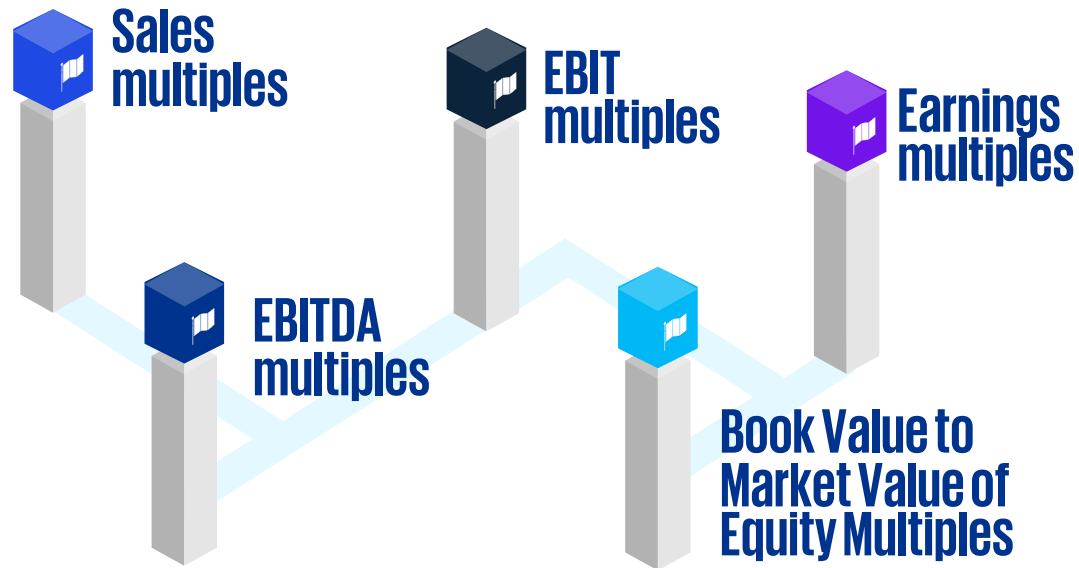 Sales
multiples
EBITDA
multiples
EBIT
multiples
Book Value to
Market Value of
Equity Multiples
Earnings
multiples